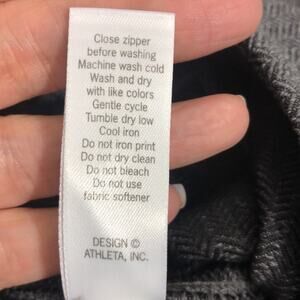 Close zipper
before washing
Machine wash cold
Wash and dry
with like colors
Gentle cycle
Tumble dry low
Cool iron
Do not iron print
Do not dry clean
Do not bleach
Do not use
fabric softener
DESIGN ©
ATHLETA, INC.